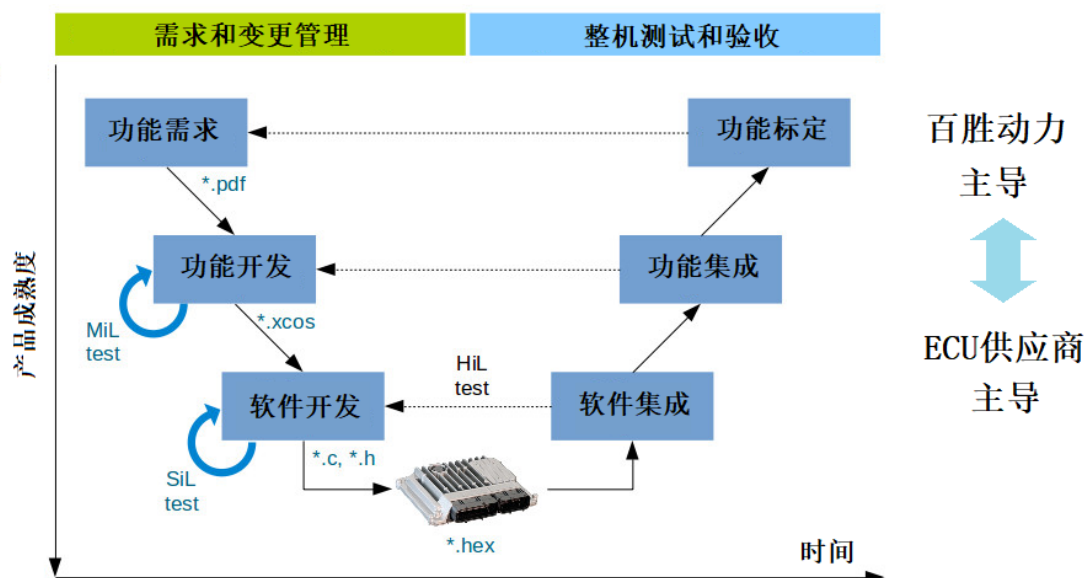 需求和变更管理
整机测试和验收
功能需求
功能标定
百胜动力
主导
*.pdf
功能开发
功能集成
产品成熟度
MiL
test
*.xcos
ECU供应商
主导
HiL
test
软件开发
软件集成
*.c, *.h
SiL
test
*.hex
时间